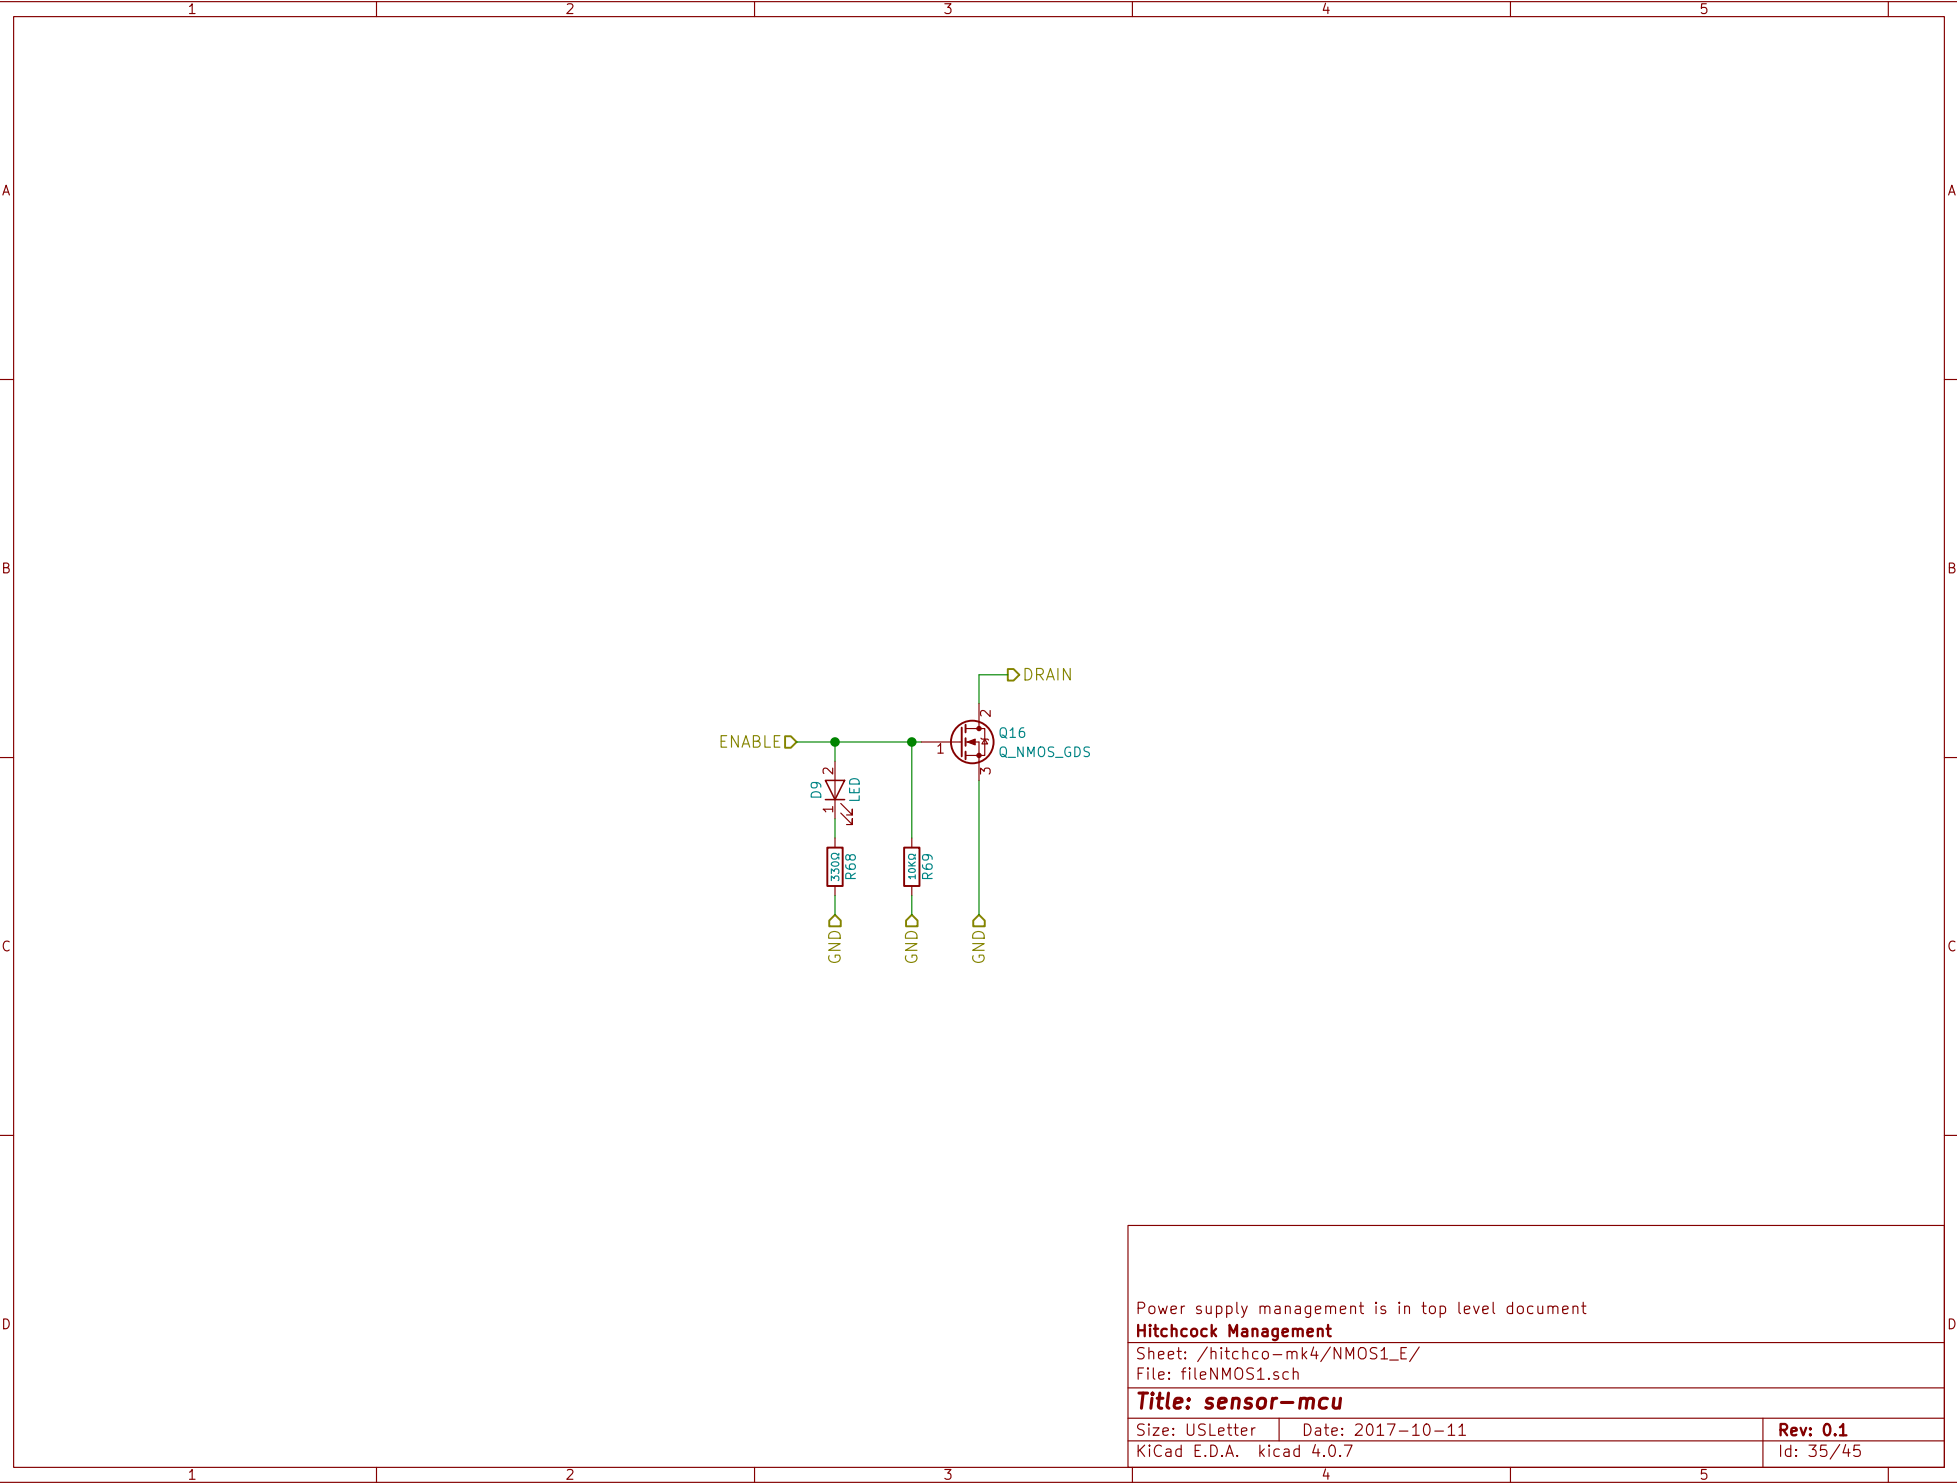 1 2 3 4 5
A A
B B
DRAIN
2
Q16
ENABLE
1
Q_NMOS_GDS
3
2
D9
LED
1
330Ω
R68
10KΩ
R69
GND GND GND
C C
Power supply management is in top level document
Hitchcock Management
Sheet: /hitchco-mk4/NMOS1_E/
File: fileNMOS1.sch
Title: sensor-mcu
Size: USLetter Date: 2017-10-11 Rev: 0.1
KiCad E.D.A. kicad 4.0.7 Id: 35/45
D D
1 2 3 4 5